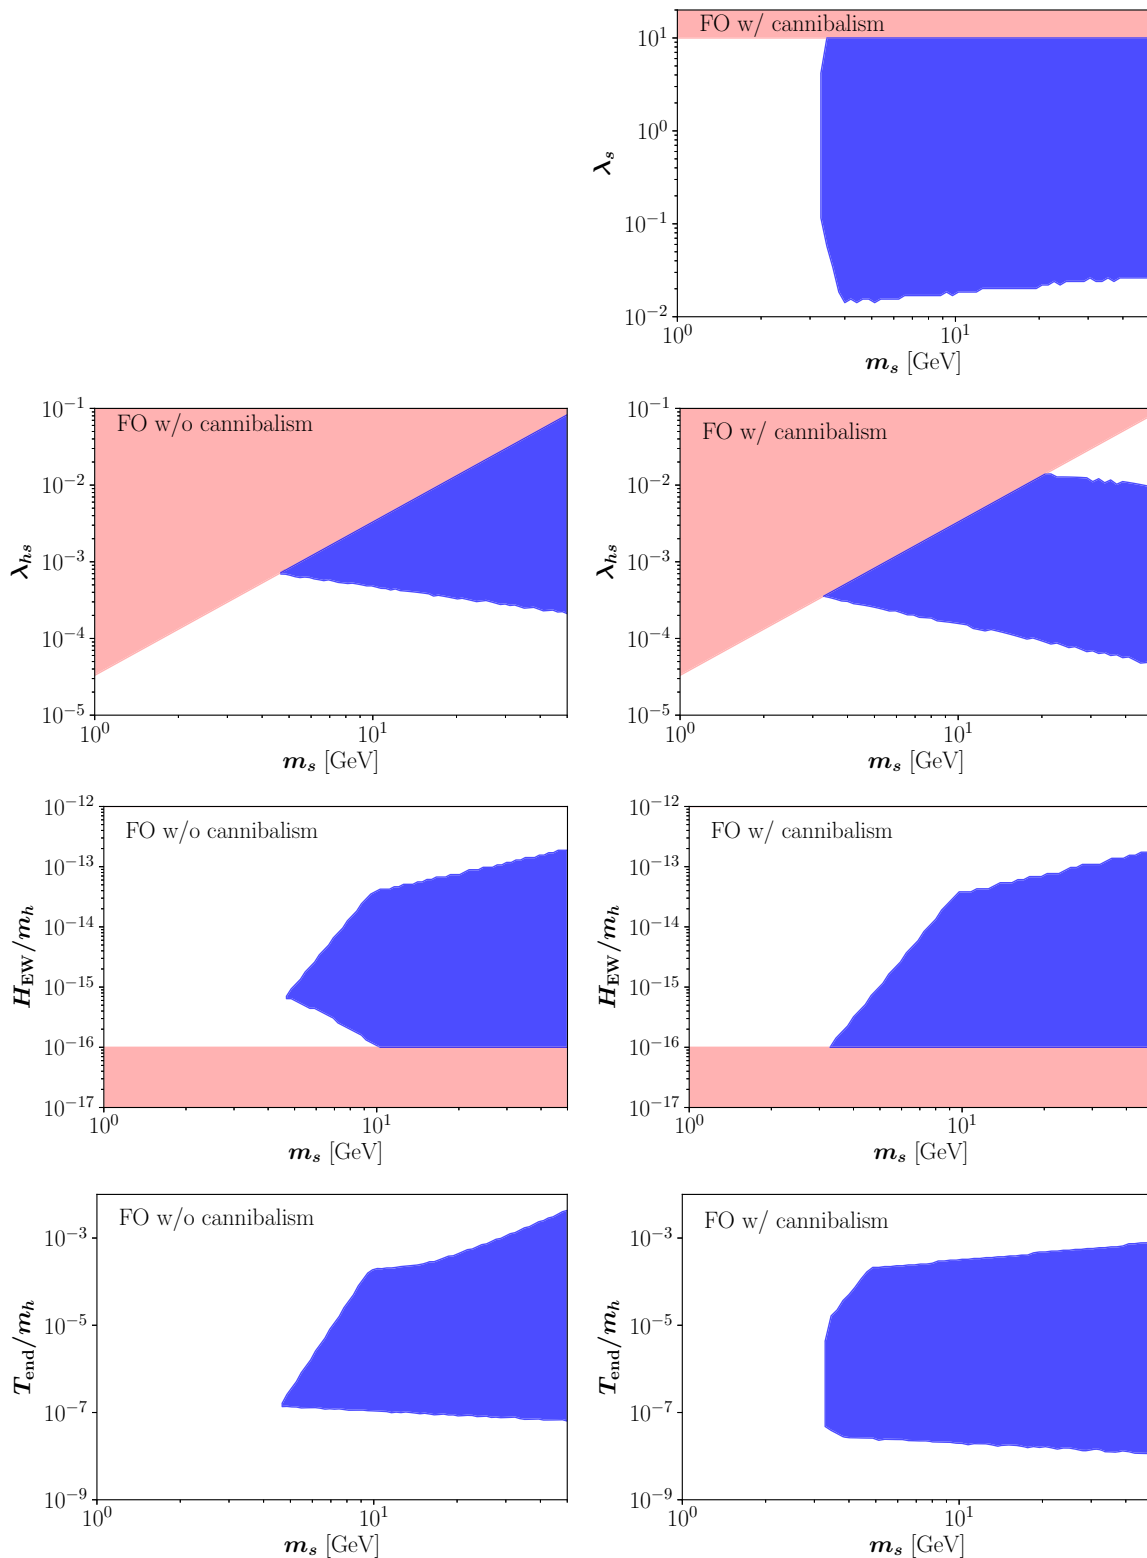 FO w/ cannibalism
10^1
10^0
10^−1
10^−2
λ_s
10^0 10^1
m_s [GeV]
FO w/o cannibalism
10^−1
10^−2
10^−3
10^−4
10^−5
λ_hs
10^0 10^1
m_s [GeV]
FO w/ cannibalism
10^−1
10^−2
10^−3
10^−4
10^−5
λ_hs
10^0 10^1
m_s [GeV]
FO w/o cannibalism
10^−12
10^−13
10^−14
10^−15
10^−16
10^−17
H_EW/m_h
10^0 10^1
m_s [GeV]
FO w/ cannibalism
10^−12
10^−13
10^−14
10^−15
10^−16
10^−17
H_EW/m_h
10^0 10^1
m_s [GeV]
FO w/o cannibalism
10^−3
10^−5
10^−7
10^−9
T_end/m_h
10^0 10^1
m_s [GeV]
FO w/ cannibalism
10^−3
10^−5
10^−7
10^−9
T_end/m_h
10^0 10^1
m_s [GeV]